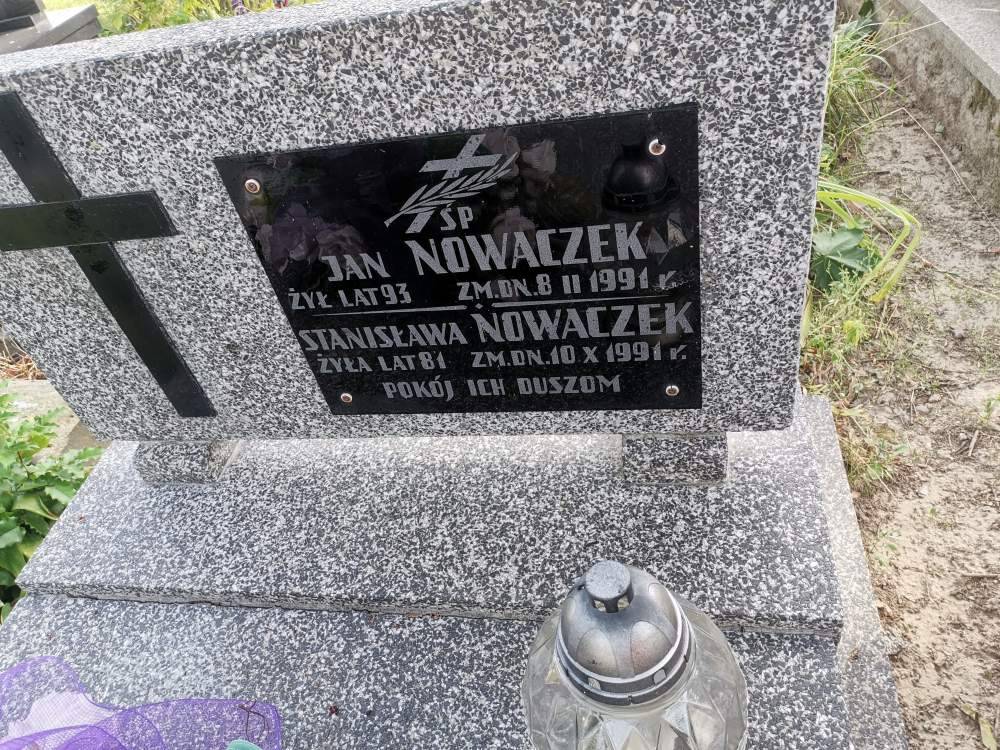 ŚP
JAN NOWACZEK
ŻYŁ LAT 93 ZM.DN.8 II 1991 r.
STANISŁAWA NOWACZEK
ŻYŁA LAT 81 ZM.DN.10 X 1991 r.
POKÓJ ICH DUSZOM